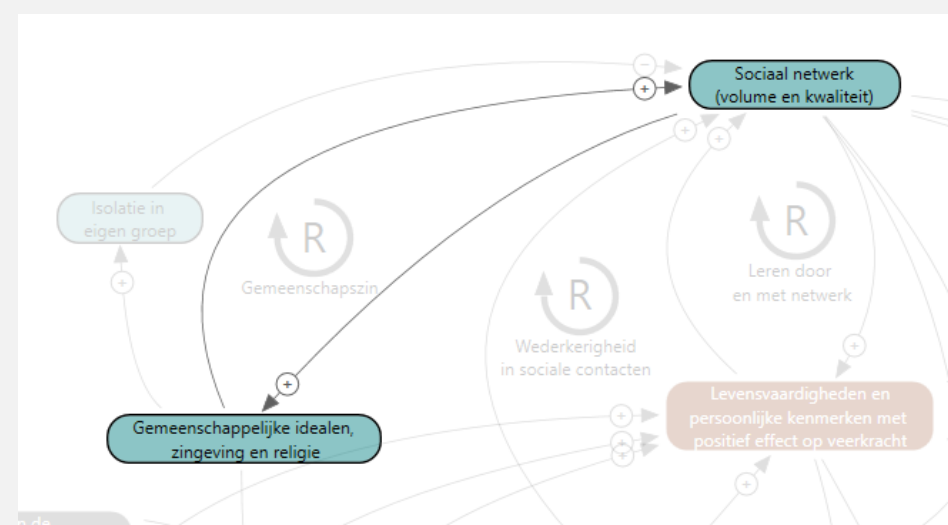 Sociaal netwerk
(volume en kwaliteit)
Isolatie in
eigen groep
R
Gemeenschapszin
R
Leren door
en met netwerk
R
Wederkerigheid
in sociale contacten
Levensvaardigheden en
persoonlijke kenmerken met
positief effect op veerkracht
Gemeenschappelijke idealen,
zingeving en religie
de